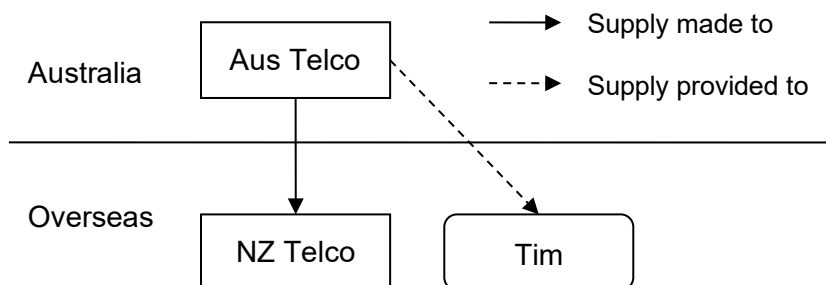 Supply made to
Aus Telco
Australia
Supply provided to
Overseas
NZ Telco
Tim